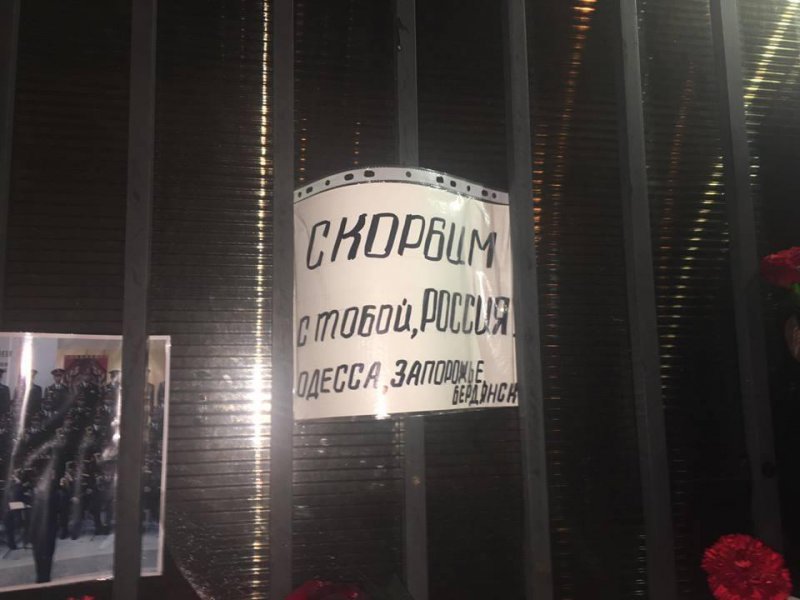 СКОРБИМ
С ТОБОЙ, РОССИЯ.
ОДЕССА, ЗАПОРОЖЬЕ,
БЕРДЯНСК